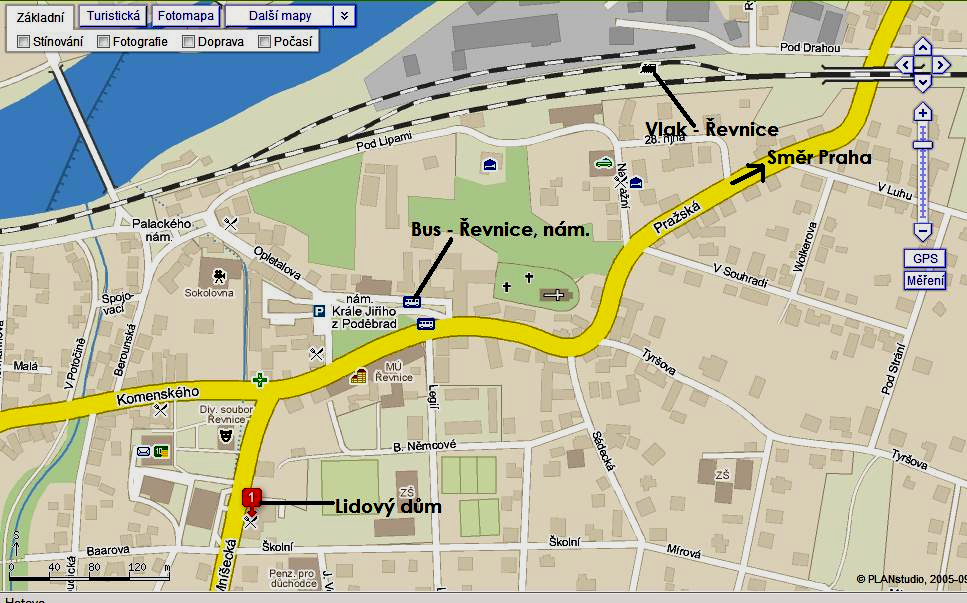 Základní
Turistická
Fotomapa
Další mapy
Stínování
Fotografie
Doprava
Počasí
Pod Drahou
Vlak - Řevnice
28. října
Směr Praha
Pod Lipami
Nádražní
V Luhu
Palackého
nám.
Pražská
GPS
Měření
Opletalova
Bus - Řevnice, nám.
Wolkerova
V Souhradí
Sokolovna
Spojo-
vací
P
nám.
Krále Jiřího
z Poděbrad
V Potočině
Berounská
Malá
Pod Strání
Tyršova
MÚ
Řevnice
Komenského
Div. soubor
Řevnice
Legií
B. Němcové
Sádecká
Tyršova
ZŠ
ZŠ
1
Lidový dům
Mníšecká
Baarova
Školní
Školní
Mírová
Penz. pro
důchodce
S
0 40 80 120 m
© PLANstudio, 2005-09
Hotovo